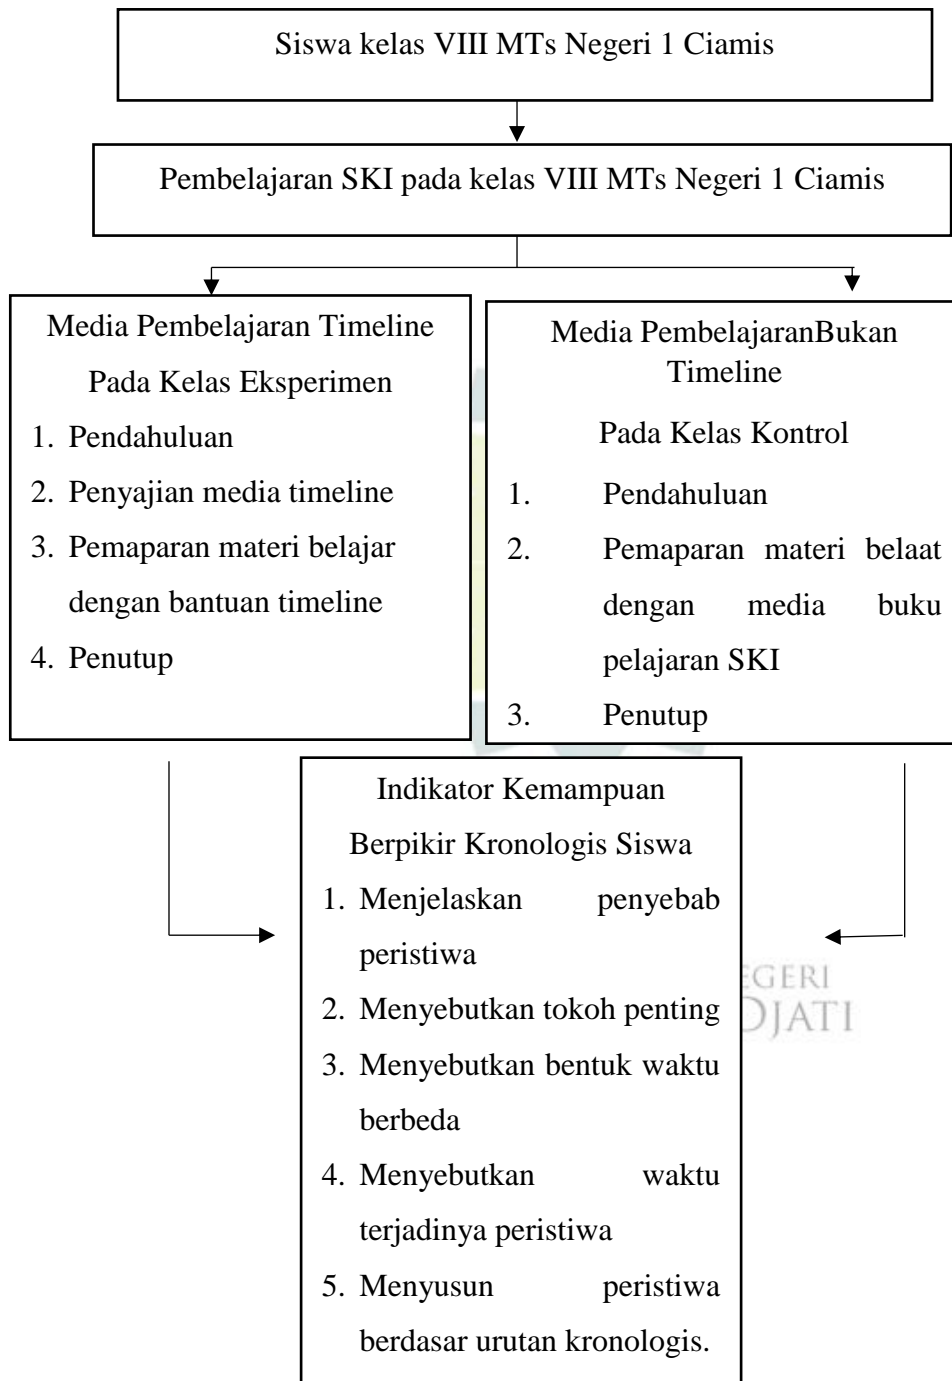 Siswa kelas VIII MTs Negeri 1 Ciamis
Pembelajaran SKI pada kelas VIII MTs Negeri 1 Ciamis
Media Pembelajaran Timeline
Pada Kelas Eksperimen
1. Pendahuluan
2. Penyajian media timeline
3. Pemaparan materi belajar
dengan bantuan timeline
4. Penutup
Media PembelajaranBukan
Timeline
Pada Kelas Kontrol
1. Pendahuluan
2. Pemaparan materi belaat
dengan media buku
pelajaran SKI
3. Penutup
Indikator Kemampuan
Berpikir Kronologis Siswa
1. Menjelaskan penyebab
peristiwa
2. Menyebutkan tokoh penting
3. Menyebutkan bentuk waktu
berbeda
4. Menyebutkan waktu
terjadinya peristiwa
5. Menyusun peristiwa
berdasar urutan kronologis.
EGERI
DJATI